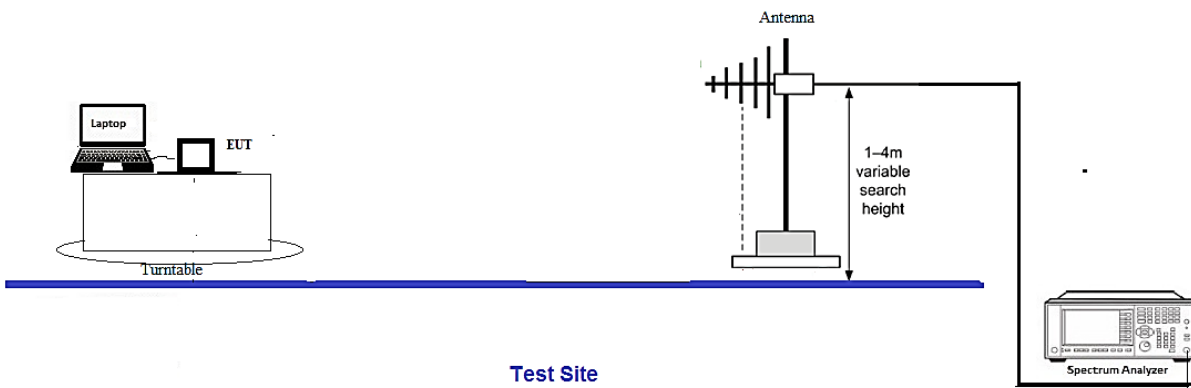 Antenna
Laptop
EUT
1–4m
variable
search
height
Turntable
Test Site
Spectrum Analyzer